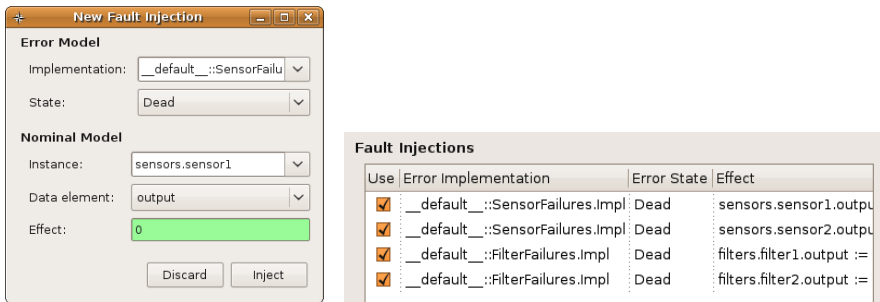 New Fault Injection
Error Model
Implementation: __default__::SensorFailu
State: Dead
Nominal Model
Instance: sensors.sensor1
Data element: output
Effect: 0
Discard Inject
Fault Injections
Use Error Implementation Error State Effect
__default__::SensorFailures.Impl Dead sensors.sensor1.outpu
__default__::SensorFailures.Impl Dead sensors.sensor2.outpu
__default__::FilterFailures.Impl Dead filters.filter1.output :=
__default__::FilterFailures.Impl Dead filters.filter2.output :=